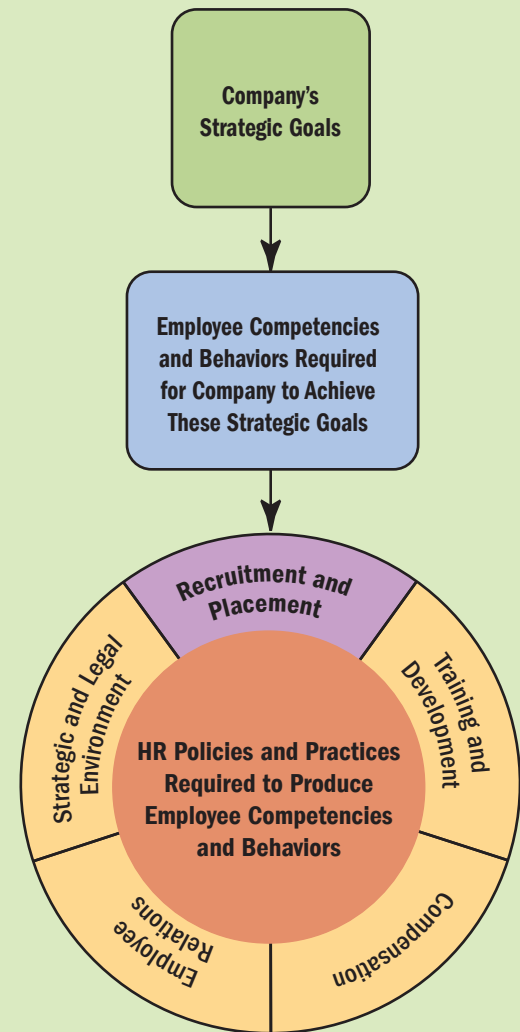 Company's
Strategic Goals
Employee Competencies
and Behaviors Required
for Company to Achieve
These Strategic Goals
Recruitment and
Placement
Strategic and Legal
Environment
Training and
Development
HR Policies and Practices
Required to Produce
Employee Competencies
and Behaviors
Employee
Relations
Compensation